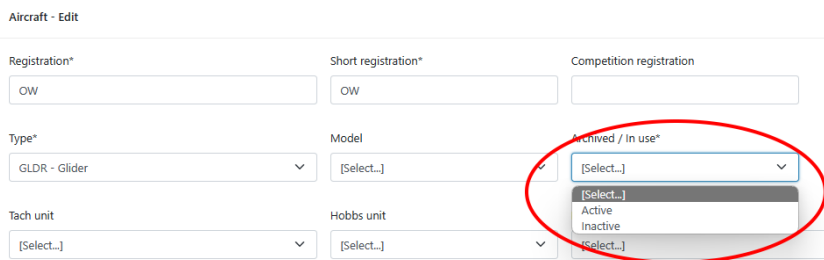 Aircraft - Edit
Registration*
Short registration*
Competition registration
OW
OW
Type*
Model
Archived / In use*
GLDR - Glider
[Select...]
[Select...]
[Select...]
Active
Inactive
Tach unit
Hobbs unit
[Select...]
[Select...]
[Select...]